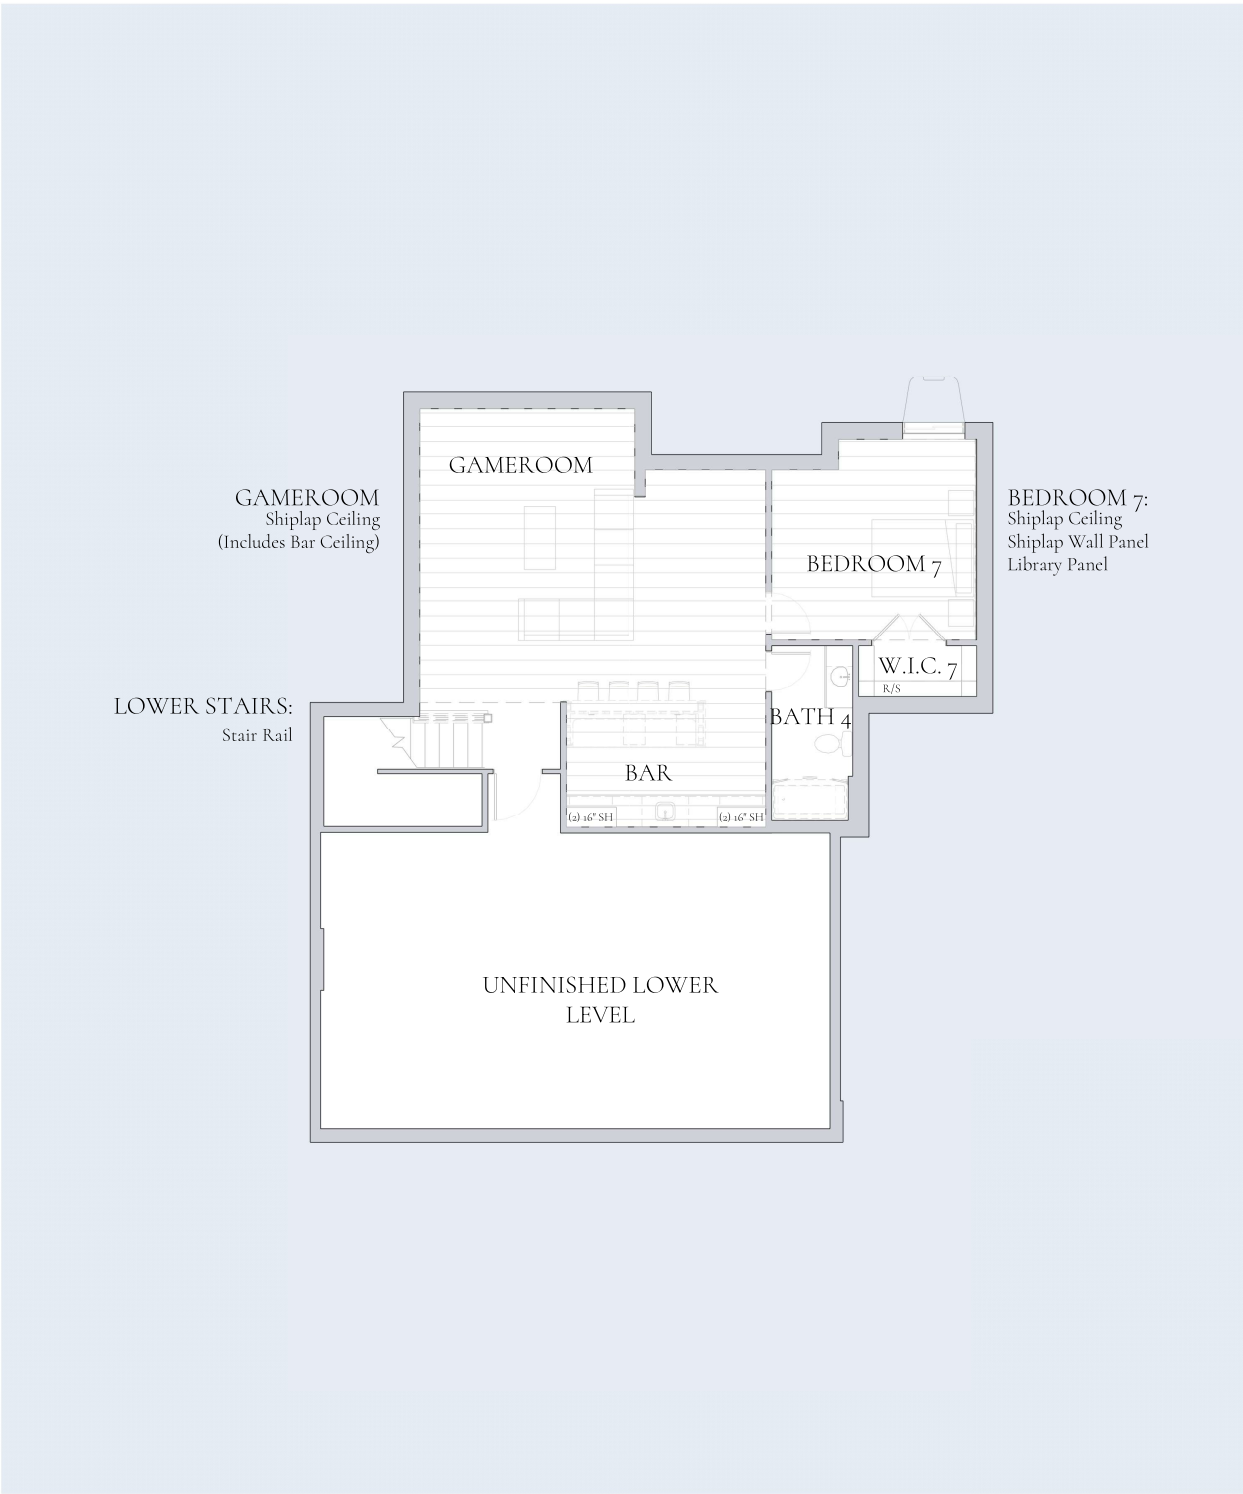 GAMEROOM
GAMEROOM
Shiplap Ceiling
(Includes Bar Ceiling)
BEDROOM 7:
Shiplap Ceiling
Shiplap Wall Panel
Library Panel
BEDROOM 7
W.I.C. 7
R/S
LOWER STAIRS:
Stair Rail
BATH 4
BAR
(2) 16" SH
(2) 16" SH
UNFINISHED LOWER
LEVEL